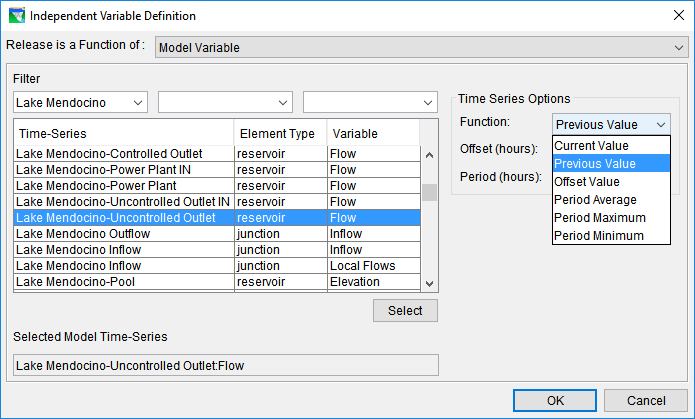 Independent Variable Definition
Release is a Function of : Model Variable
Filter
Lake Mendocino
Time-Series Element Type Variable
Lake Mendocino-Controlled Outlet reservoir Flow
Lake Mendocino-Power Plant IN reservoir Flow
Lake Mendocino-Power Plant reservoir Flow
Lake Mendocino-Uncontrolled Outlet IN reservoir Flow
Lake Mendocino-Uncontrolled Outlet reservoir Flow
Lake Mendocino Outflow junction Inflow
Lake Mendocino Inflow junction Inflow
Lake Mendocino Inflow junction Local Flows
Lake Mendocino-Pool reservoir Elevation
Select
Selected Model Time-Series
Lake Mendocino-Uncontrolled Outlet:Flow
Time Series Options
Function: Previous Value
Offset (hours):
Period (hours):
Current Value
Previous Value
Offset Value
Period Average
Period Maximum
Period Minimum
OK Cancel